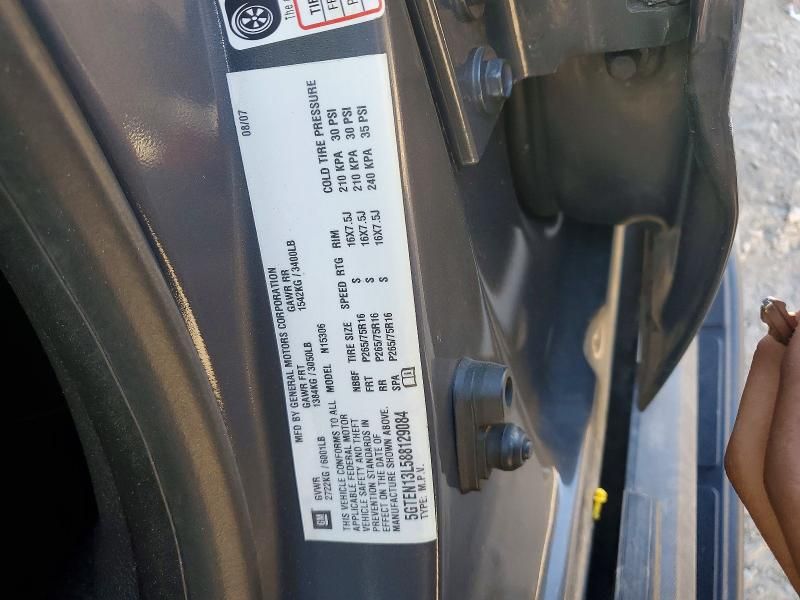 The
TIRE
08/07
MFD BY GENERAL MOTORS CORPORATION
GM
GVWR GAWR FRT GAWR RR
2722KG/6001LB 1384KG/3050LB 1542KG/3400LB
THIS VEHICLE CONFORMS TO ALL MODEL N15306
APPLICABLE FEDERAL MOTOR
VEHICLE SAFETY AND THEFT
PREVENTION STANDARDS IN
EFFECT ON THE DATE OF
MANUFACTURE SHOWN ABOVE.
NBBF TIRE SIZE SPEED RTG RIM COLD TIRE PRESSURE
FRT P265/75R16 S 16X7.5J 210 KPA 30 PSI
RR P265/75R16 S 16X7.5J 210 KPA 30 PSI
SPA P265/75R16 S 16X7.5J 240 KPA 35 PSI
5GTEN13L588129084
TYPE: M.P.V.